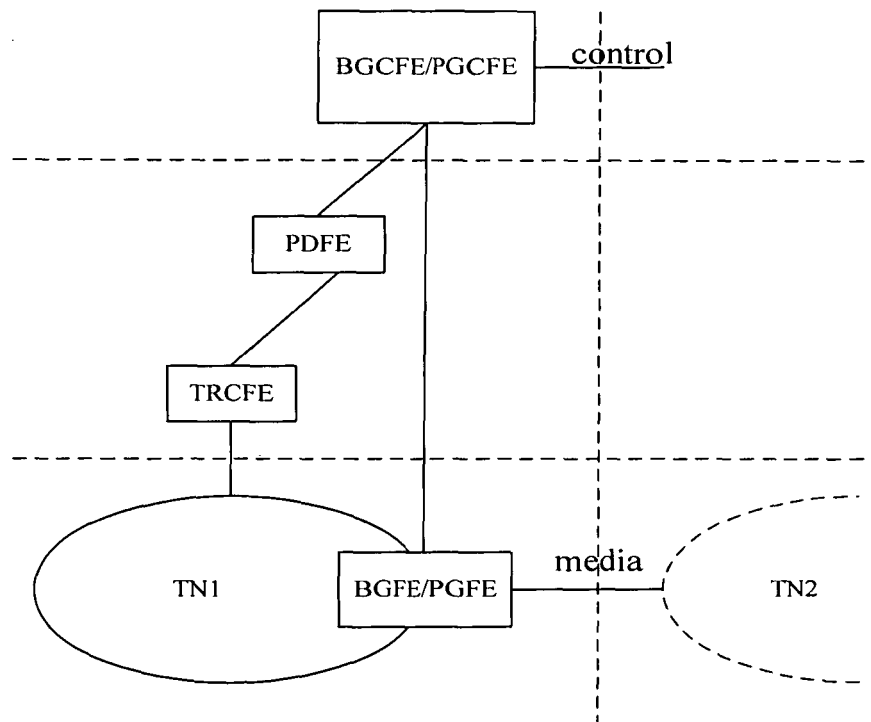 BGCFE/PGCFE
control
PDFE
TRCFE
media
TN1
BGFE/PGFE
TN2